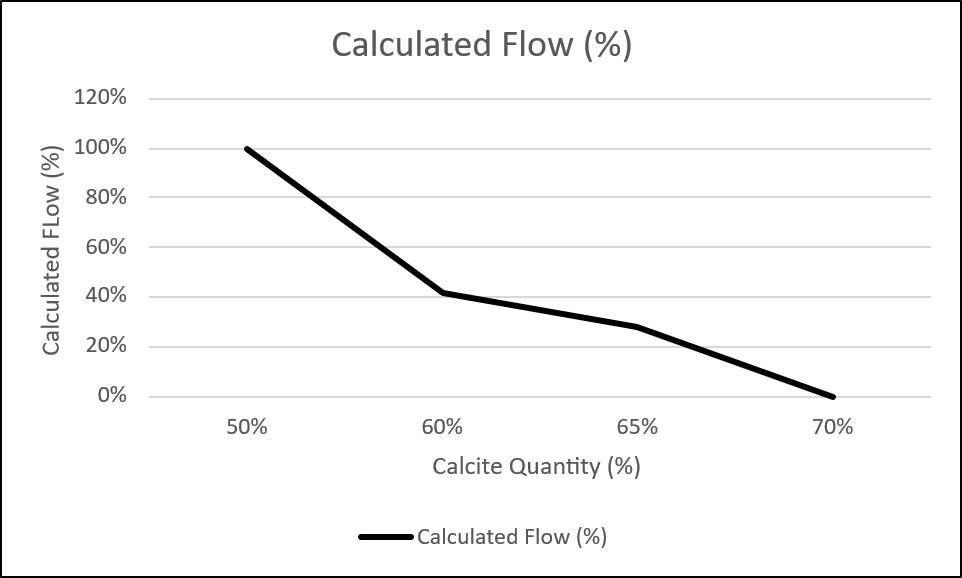 Calculated Flow (%)
120%
100%
80%
60%
40%
20%
0%
Calculated FLow (%)
50% 60% 65% 70%
Calcite Quantity (%)
Calculated Flow (%)